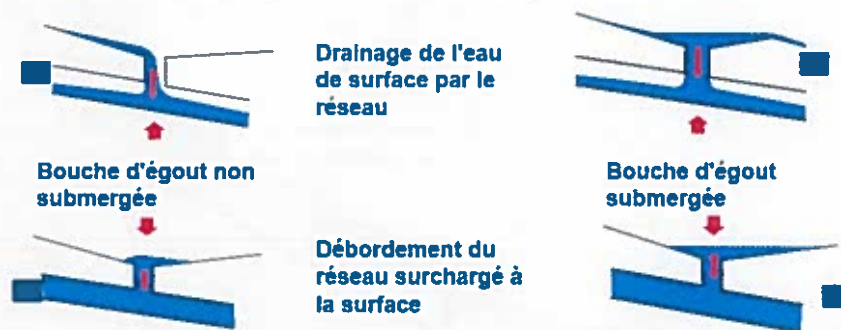 Drainage de l'eau
de surface par le
réseau
Bouche d'égout non
submergée
Bouche d'égout
submergée
Débordement du
réseau surchargé à
la surface